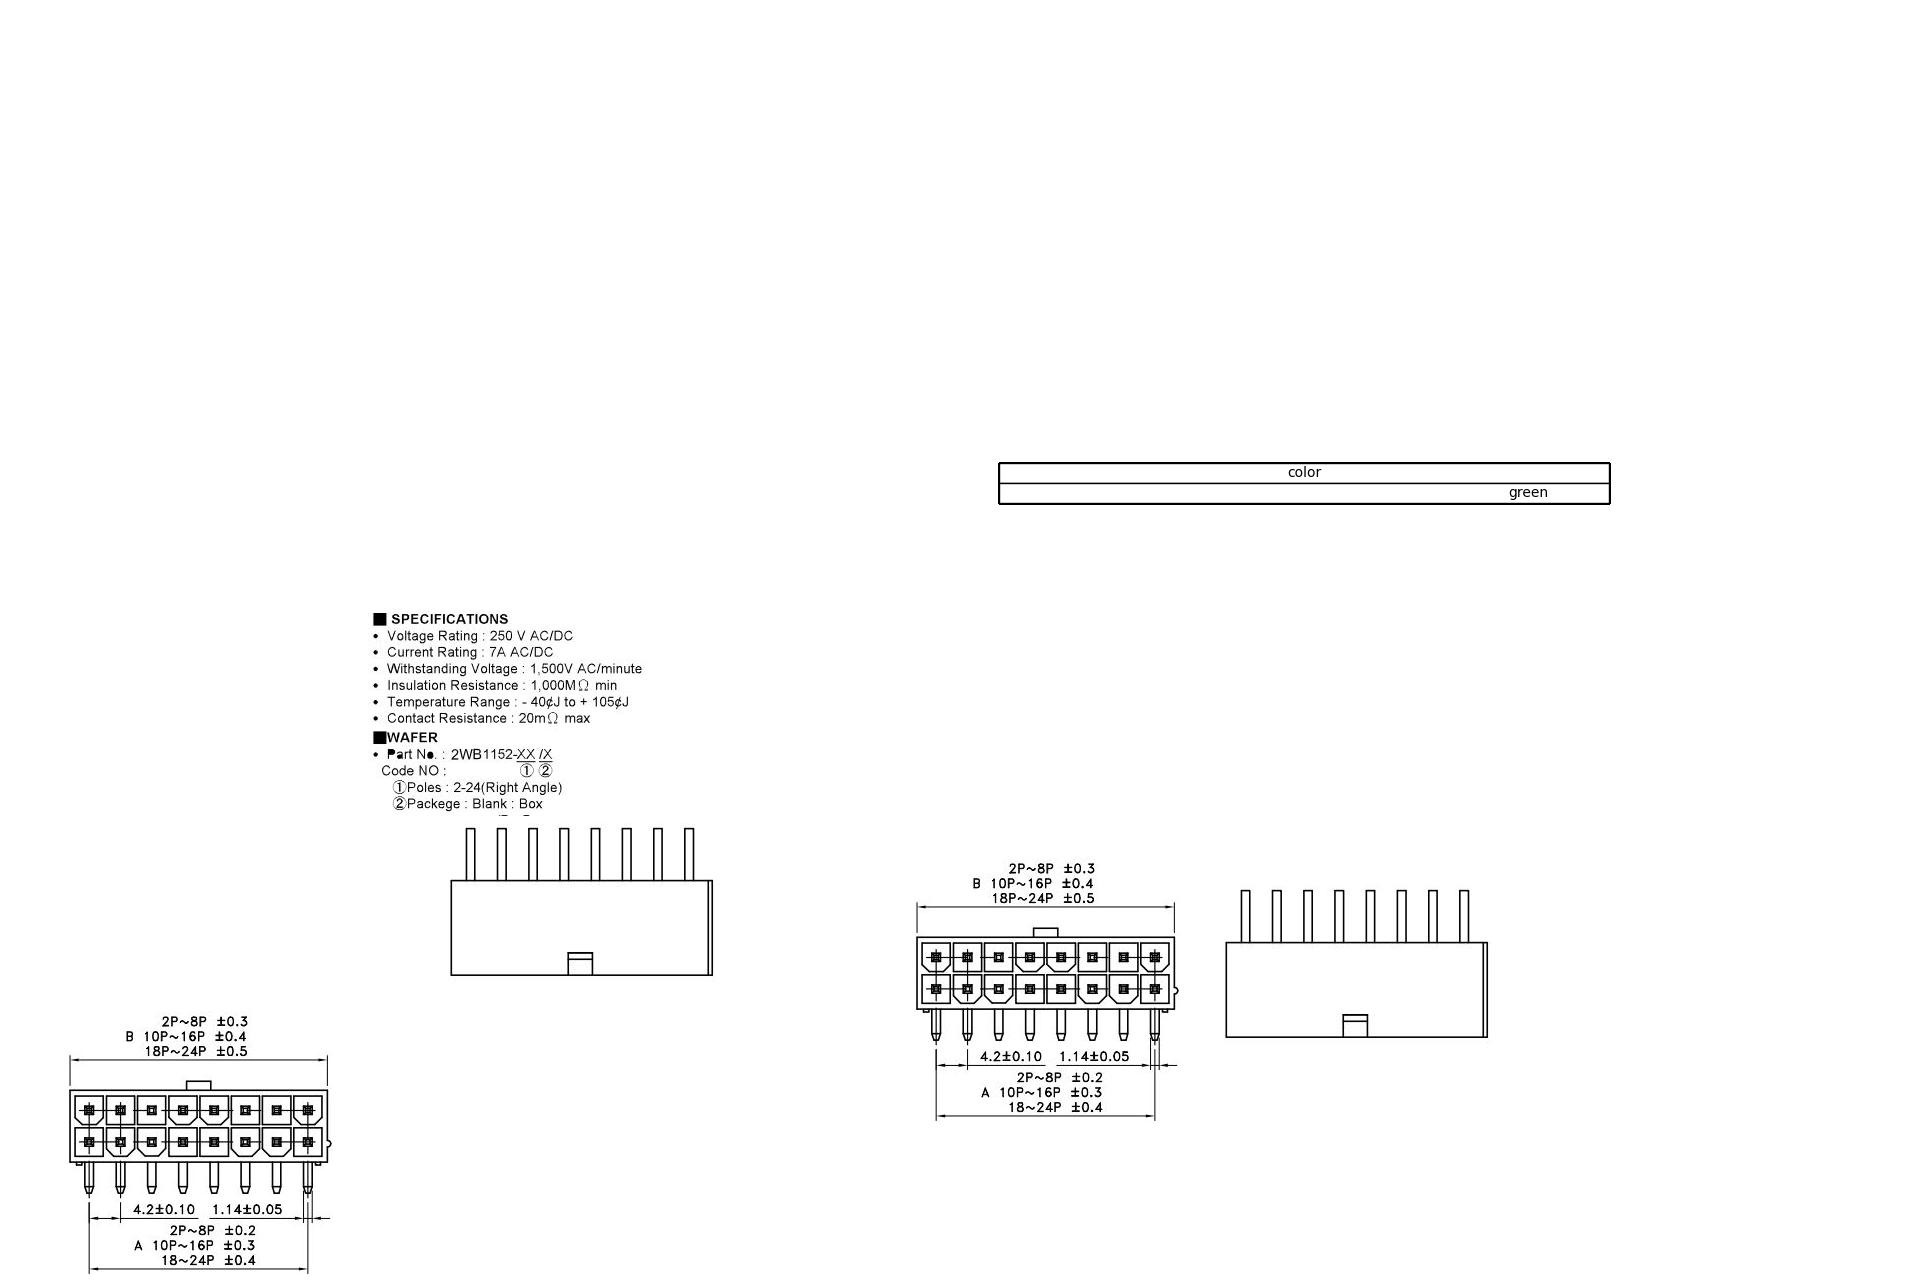 color
green
■ SPECIFICATIONS
• Voltage Rating : 250 V AC/DC
• Current Rating : 7A AC/DC
• Withstanding Voltage : 1,500V AC/minute
• Insulation Resistance : 1,000MΩ min
• Temperature Range : - 40¢J to + 105¢J
• Contact Resistance : 20mΩ max
■WAFER
• Part No. : 2WB1152-XX /X
Code NO : ① ②
①Poles : 2-24(Right Angle)
②Packege : Blank : Box
2P~8P ±0.3
B 10P~16P ±0.4
18P~24P ±0.5
4.2±0.10 1.14±0.05
2P~8P ±0.2
A 10P~16P ±0.3
18~24P ±0.4
2P~8P ±0.3
B 10P~16P ±0.4
18P~24P ±0.5
4.2±0.10 1.14±0.05
2P~8P ±0.2
A 10P~16P ±0.3
18~24P ±0.4